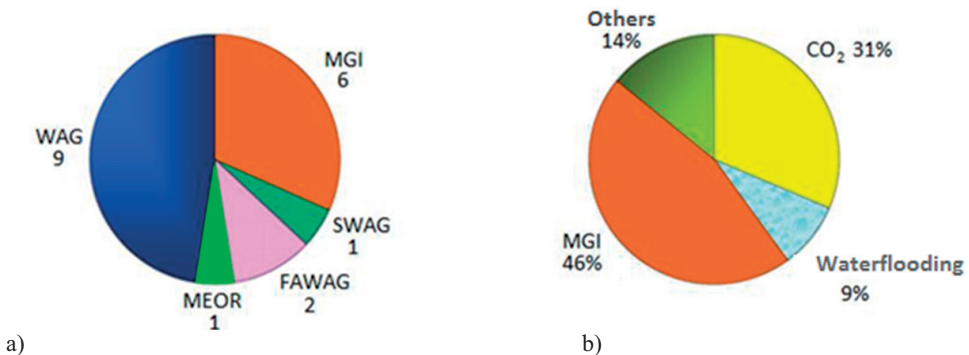 MGI
6
WAG
9
SWAG
1
FAWAG
2
MEOR
1
a)
Others
14%
CO₂ 31%
MGI
46%
Waterflooding
9%
b)